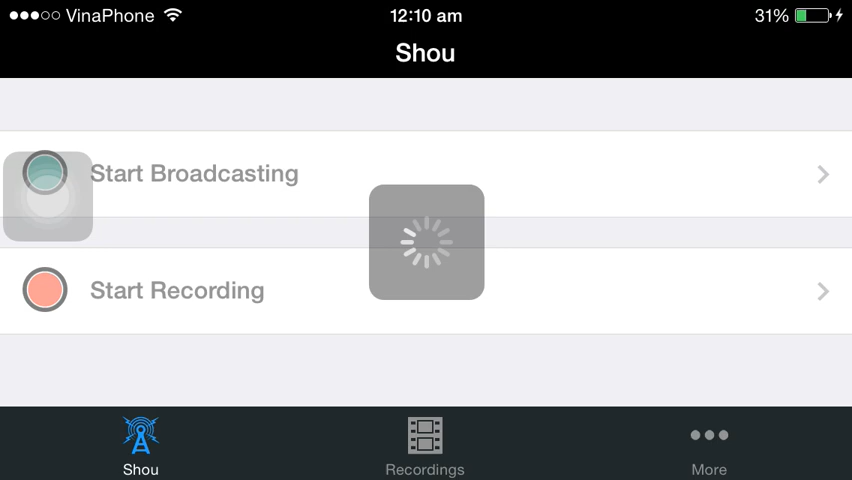 VinaPhone 12:10 am 31%
Shou
Start Broadcasting
Start Recording
Shou Recordings More